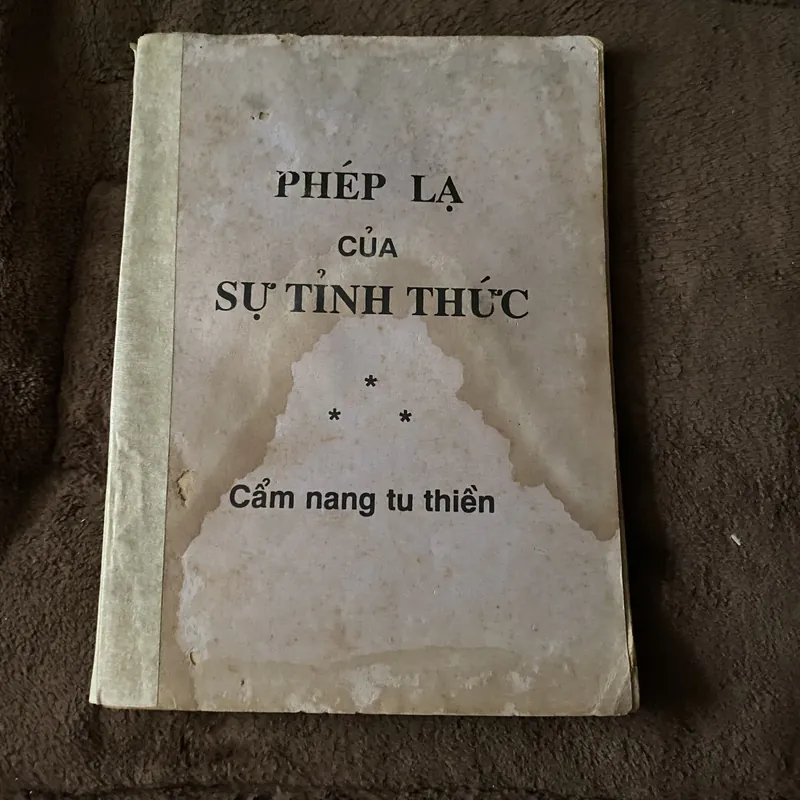 PHÉP LẠ
CỦA
SỰ TỈNH THỨC
*
* *
Cẩm nang tu thiền